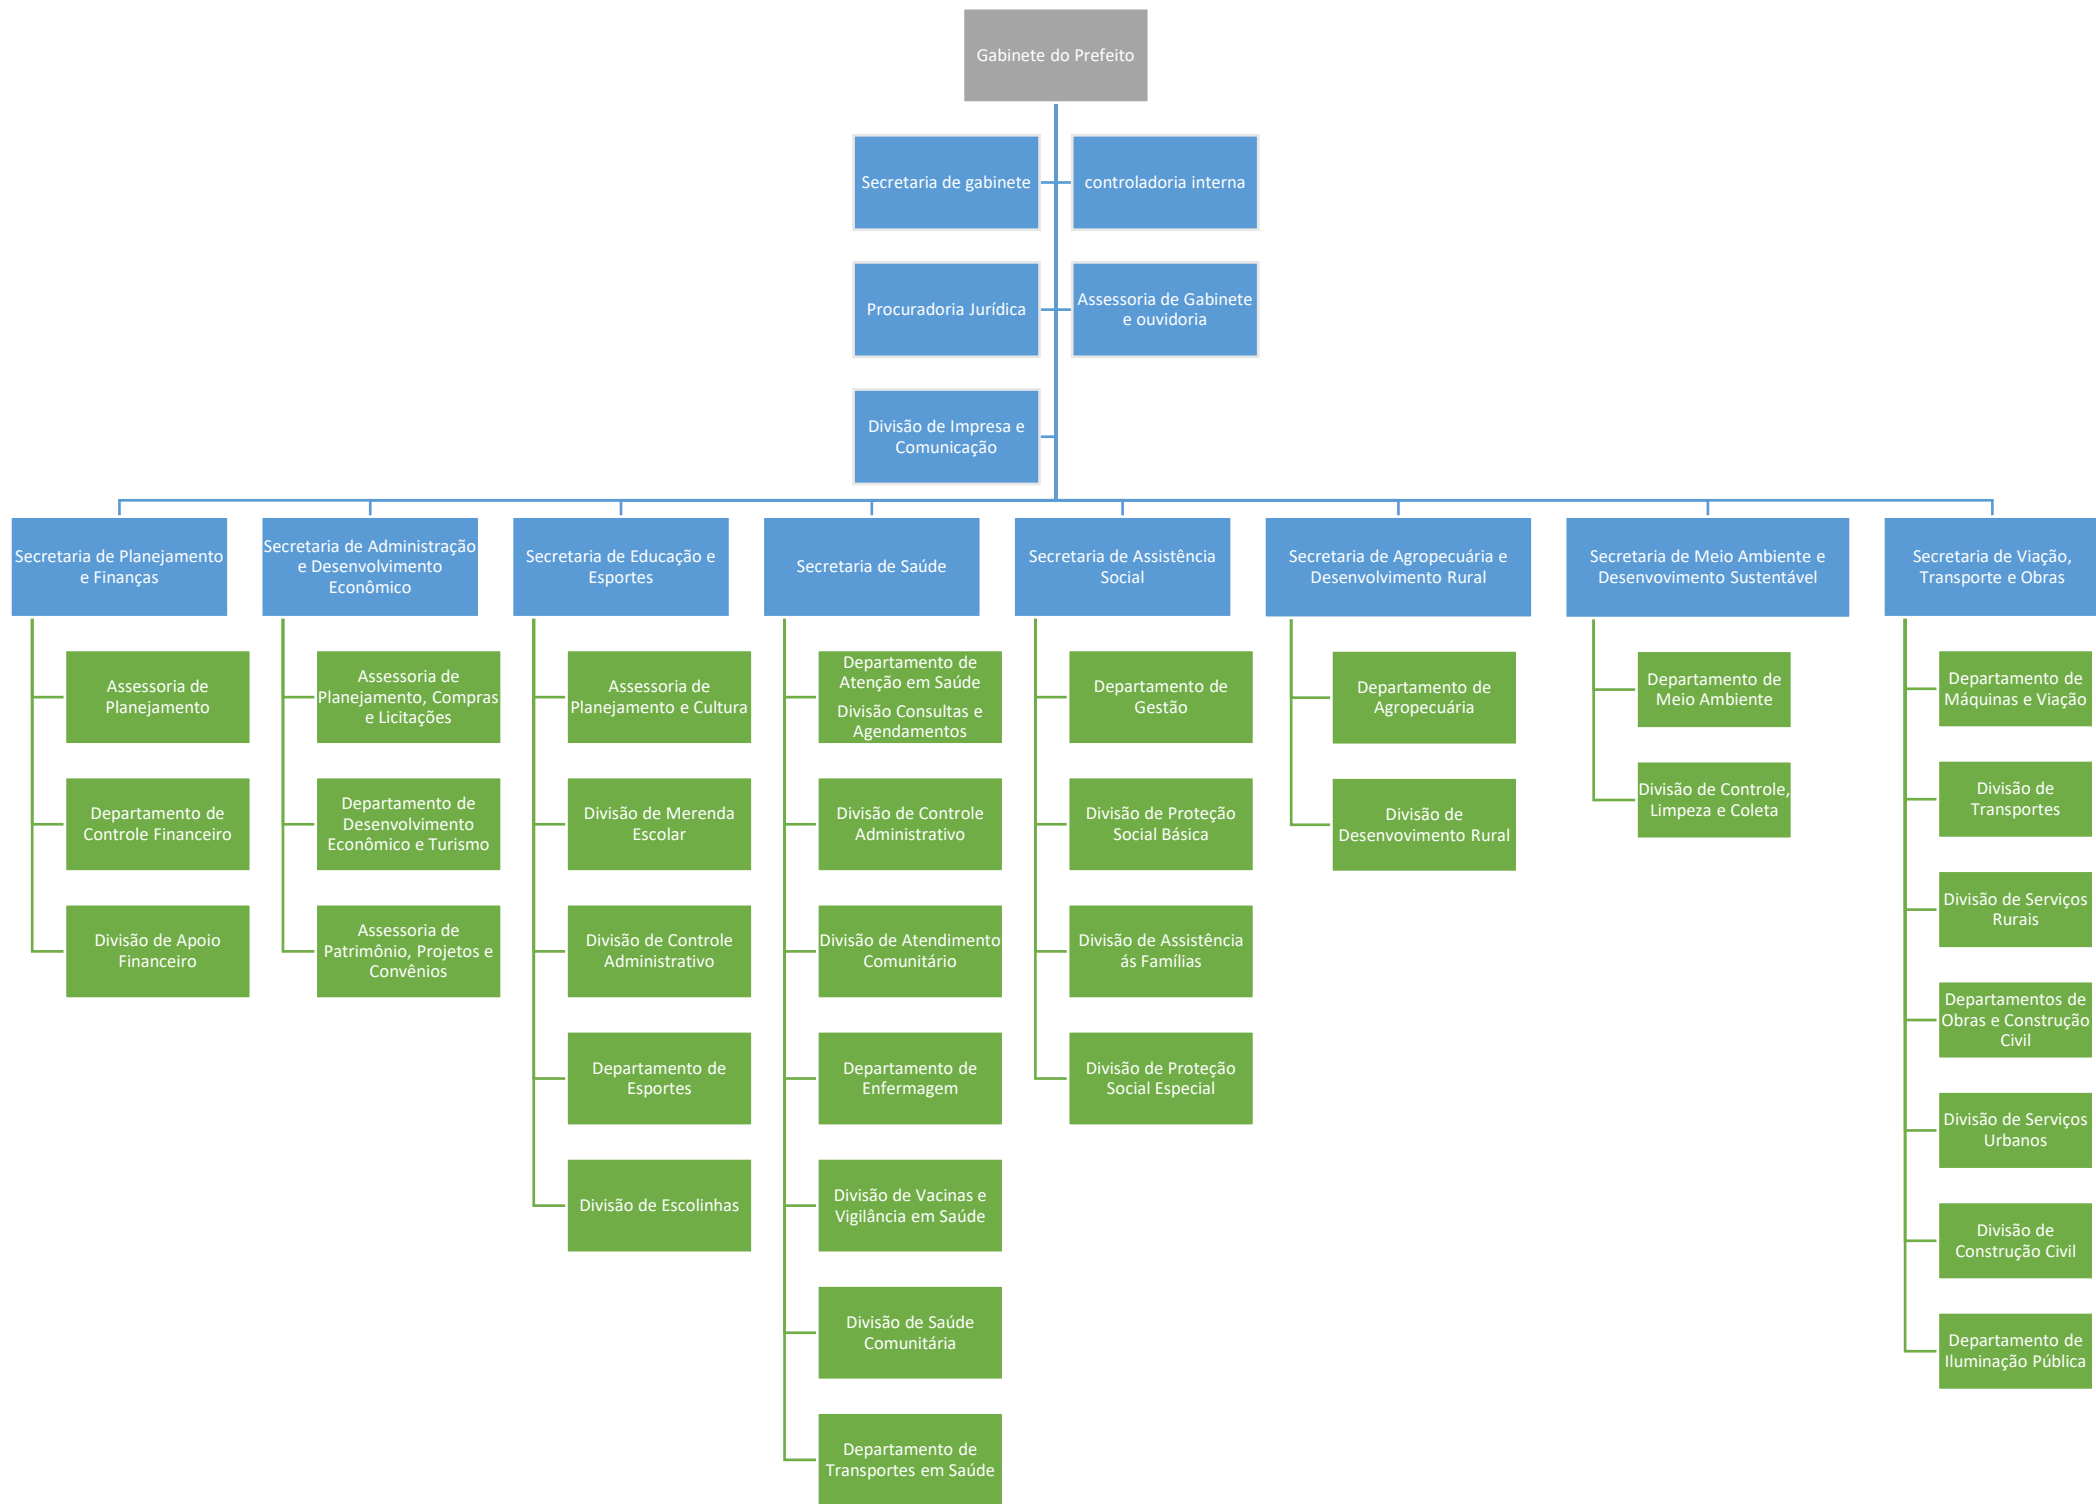 Gabinete do Prefeito
Secretaria de gabinete
controladoria interna
Procuradoria Jurídica
Assessoria de Gabinete
e ouvidoria
Divisão de Impresa e
Comunicação
Secretaria de Planejamento
e Finanças
Assessoria de
Planejamento
Departamento de
Controle Financeiro
Divisão de Apoio
Financeiro
Secretaria de Administração
e Desenvolvimento
Econômico
Assessoria de
Planejamento, Compras
e Licitações
Departamento de
Desenvolvimento
Econômico e Turismo
Assessoria de
Patrimônio, Projetos e
Convênios
Secretaria de Educação e
Esportes
Assessoria de
Planejamento e Cultura
Divisão de Merenda
Escolar
Divisão de Controle
Administrativo
Departamento de
Esportes
Divisão de Escolinhas
Secretaria de Saúde
Departamento de
Atenção em Saúde
Divisão Consultas e
Agendamentos
Divisão de Controle
Administrativo
Divisão de Atendimento
Comunitário
Departamento de
Enfermagem
Divisão de Vacinas e
Vigilância em Saúde
Divisão de Saúde
Comunitária
Departamento de
Transportes em Saúde
Secretaria de Assistência
Social
Departamento de
Gestão
Divisão de Proteção
Social Básica
Divisão de Assistência
ás Famílias
Divisão de Proteção
Social Especial
Secretaria de Agropecuária e
Desenvolvimento Rural
Departamento de
Agropecuária
Divisão de
Desenvovimento Rural
Secretaria de Meio Ambiente e
Desenvovimento Sustentável
Departamento de
Meio Ambiente
Divisão de Controle,
Limpeza e Coleta
Secretaria de Viação,
Transporte e Obras
Departamento de
Máquinas e Viação
Divisão de
Transportes
Divisão de Serviços
Rurais
Departamentos de
Obras e Construção
Civil
Divisão de Serviços
Urbanos
Divisão de
Construção Civil
Departamento de
Iluminação Pública